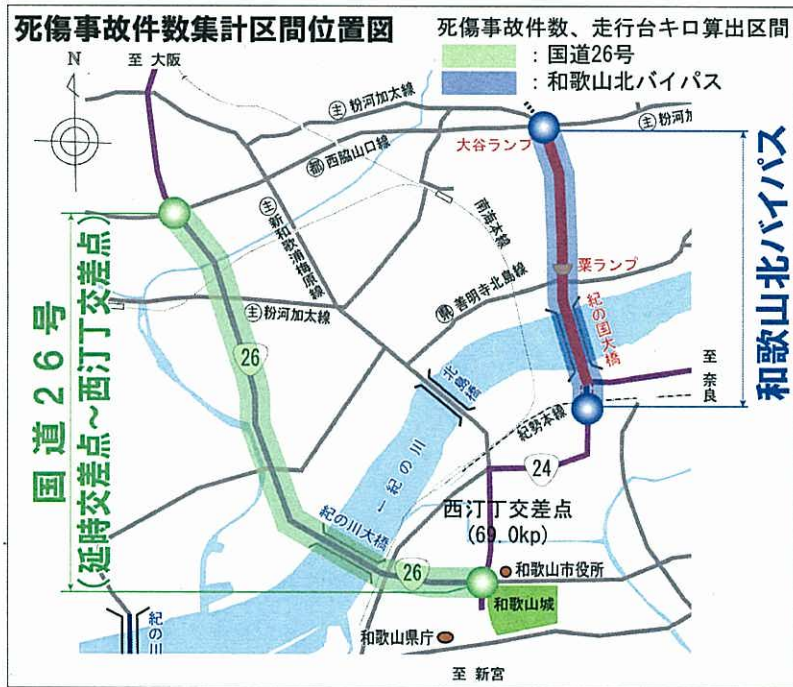 死傷事故件数集計区間位置図
死傷事故件数、走行台キロ算出区間
：国道26号
：和歌山北バイパス
N
至 大阪
主 粉河加太線
主 粉河加
大谷ランプ
都 西脇山口線
主 新和歌浦梅原線
南海本線
粟ランプ
県 善明寺北島線
主 粉河加太線
紀の国大橋
和歌山北バイパス
国道26号
(延時交差点～西汀丁交差点)
26
北島橋
至 奈良
紀勢本線
24
紀の川
西汀丁交差点
(69.0kp)
紀の川大橋
26
和歌山市役所
和歌山城
紀の川
和歌山県庁
至 新宮